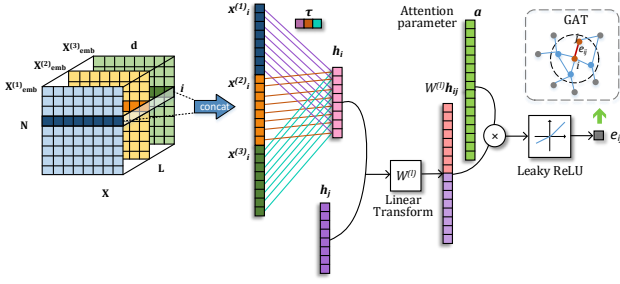 X⁽¹⁾ᵢ
τ
Attention
parameter
a
GAT
eᵢⱼ
i
X⁽³⁾emb
d
X⁽²⁾emb
X⁽¹⁾emb
i
hᵢ
X⁽²⁾ᵢ
W⁽ˡ⁾hᵢⱼ
concat
N
×
eᵢⱼ
X⁽³⁾ᵢ
L
X
hⱼ
W⁽ˡ⁾
Linear
Transform
Leaky ReLU